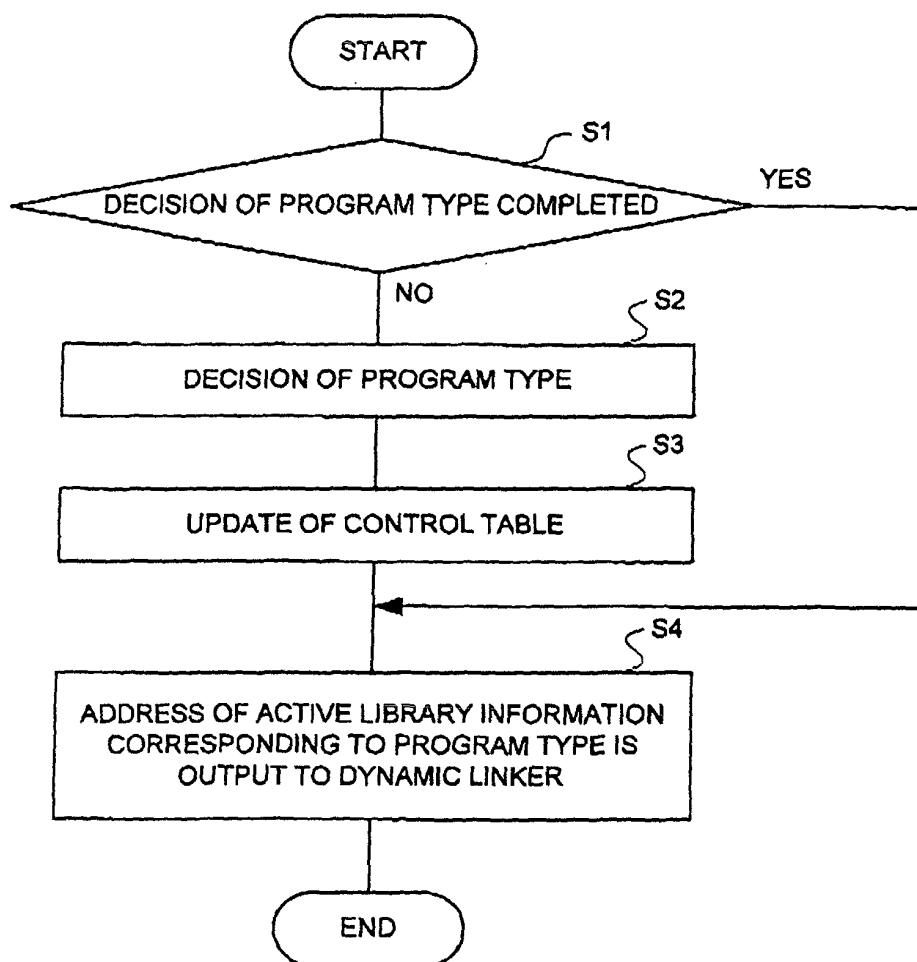 START
S1
DECISION OF PROGRAM TYPE COMPLETED
YES
NO
S2
DECISION OF PROGRAM TYPE
S3
UPDATE OF CONTROL TABLE
S4
ADDRESS OF ACTIVE LIBRARY INFORMATION
CORRESPONDING TO PROGRAM TYPE IS
OUTPUT TO DYNAMIC LINKER
END